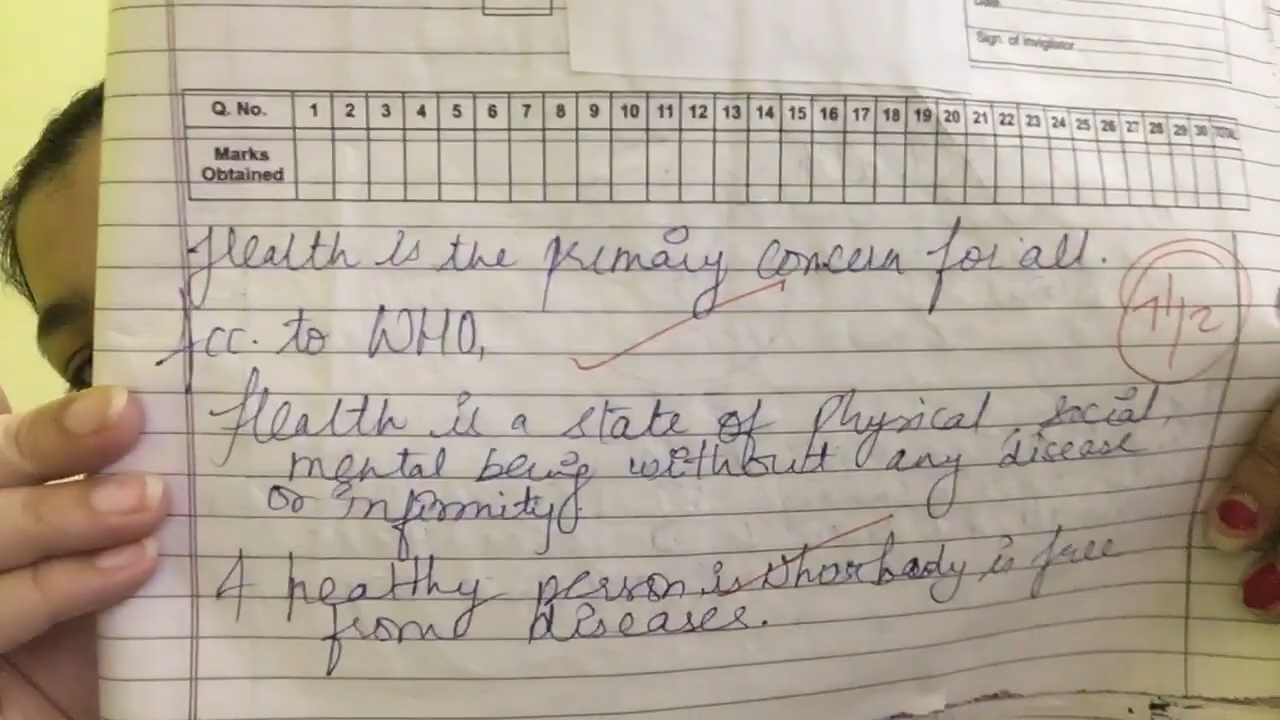 Date
Sign. of invigilator
Q. No. 1 2 3 4 5 6 7 8 9 10 11 12 13 14 15 16 17 18 19 20 21 22 23 24 25 26 27 28 29 30 TOTAL
Marks
Obtained
Health is the primary concern for all.
Acc. to WHO,
Health is a state of Physical, social,
mental being without any disease
or infirmity.
A healthy person is whose body is free
from diseases.